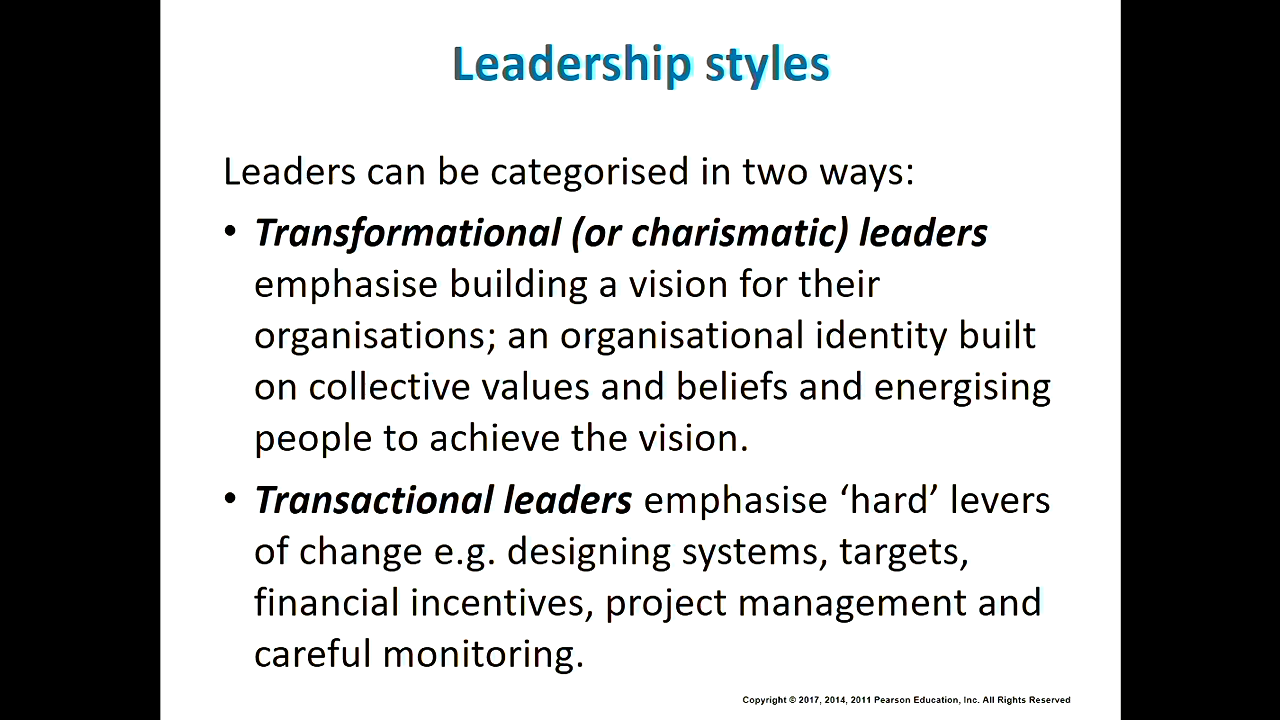 Leadership styles
Leaders can be categorised in two ways:
• Transformational (or charismatic) leaders
emphasise building a vision for their
organisations; an organisational identity built
on collective values and beliefs and energising
people to achieve the vision.
• Transactional leaders emphasise ‘hard’ levers
of change e.g. designing systems, targets,
financial incentives, project management and
careful monitoring.
Copyright © 2017, 2014, 2011 Pearson Education, Inc. All Rights Reserved